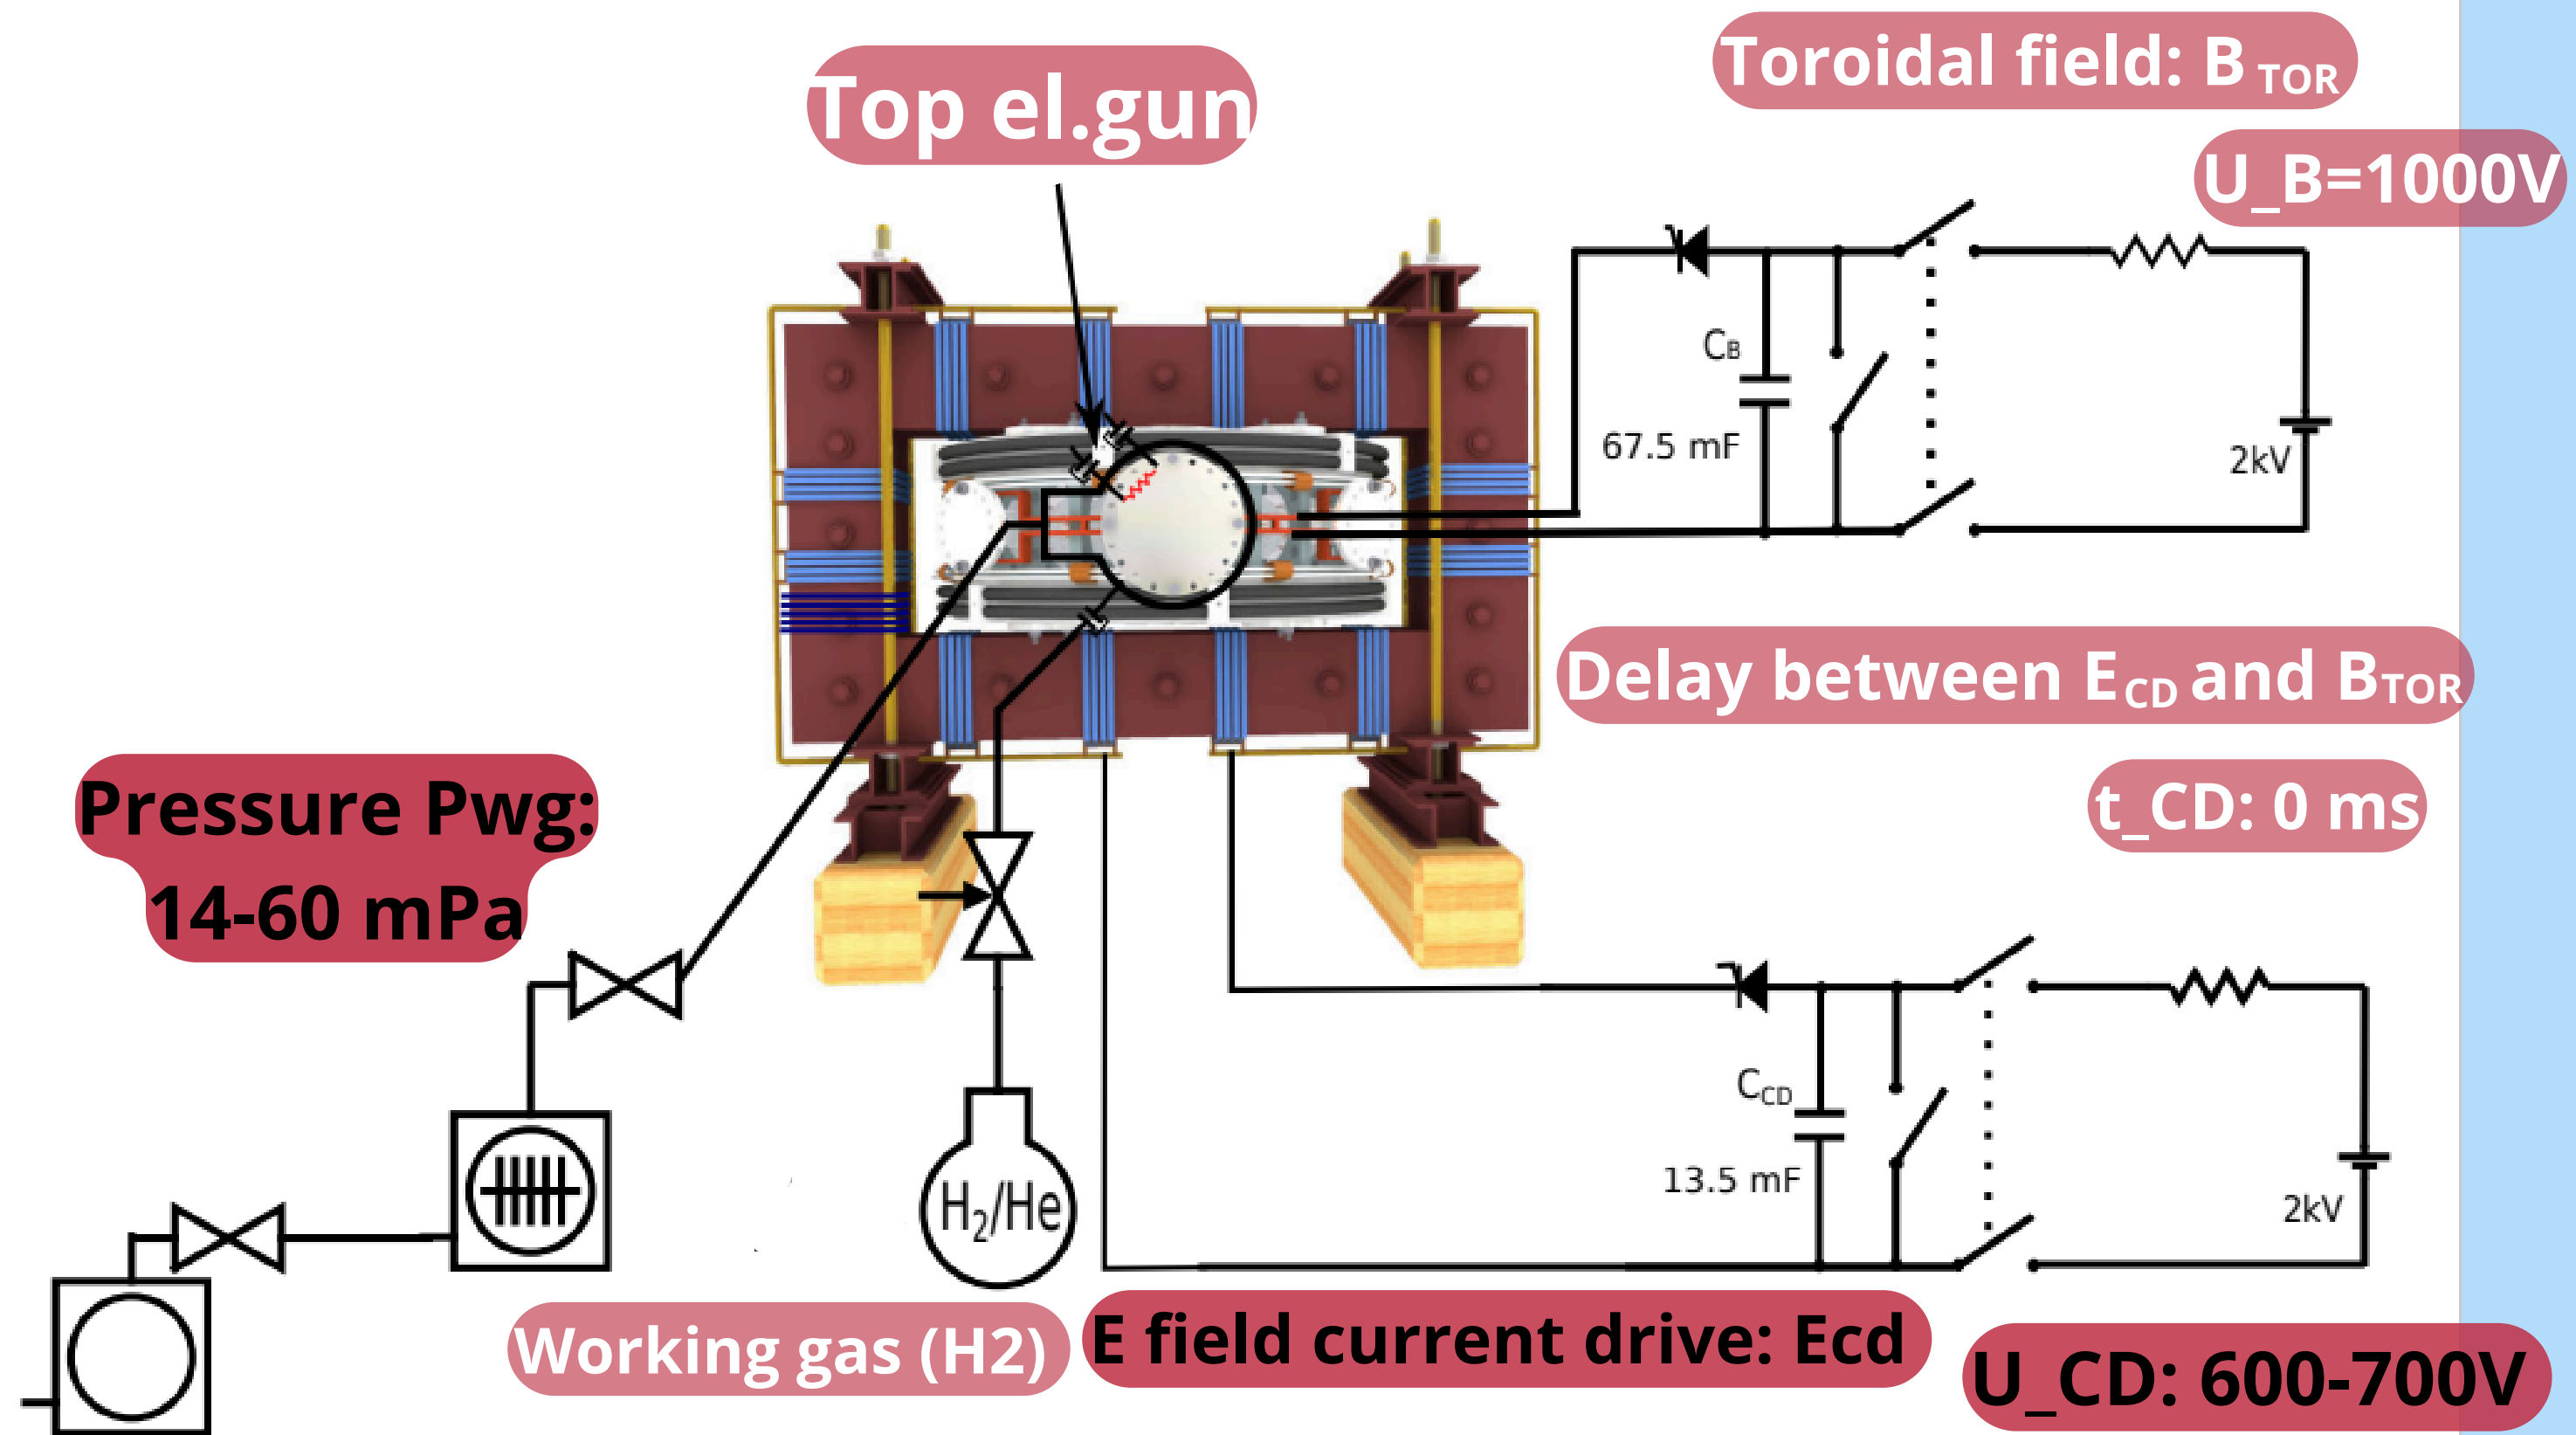 Toroidal field: B TOR
Top el.gun
U_B=1000V
CB
67.5 mF
2kV
Delay between E CD and B TOR
t_CD: 0 ms
Pressure Pwg:
14-60 mPa
CCD
13.5 mF
2kV
H2/He
Working gas (H2)
E field current drive: Ecd
U_CD: 600-700V